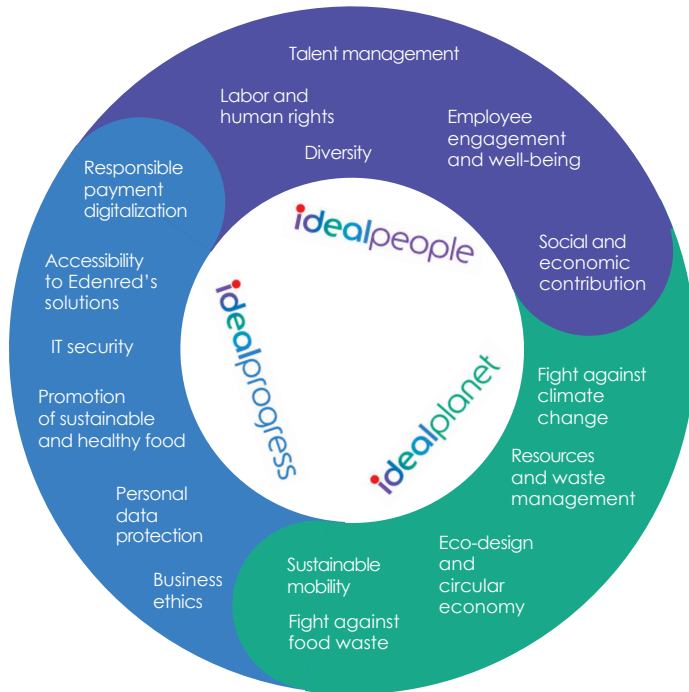 Talent management
Labor and
human rights
Diversity
Employee
engagement
and well-being
Social and
economic
contribution
idealpeople
Responsible
payment
digitalization
Accessibility
to Edenred's
solutions
IT security
Promotion
of sustainable
and healthy food
Personal
data
protection
Business
ethics
idealprogress
idealplanet
Fight against
climate
change
Resources
and waste
management
Eco-design
and
circular
economy
Sustainable
mobility
Fight against
food waste